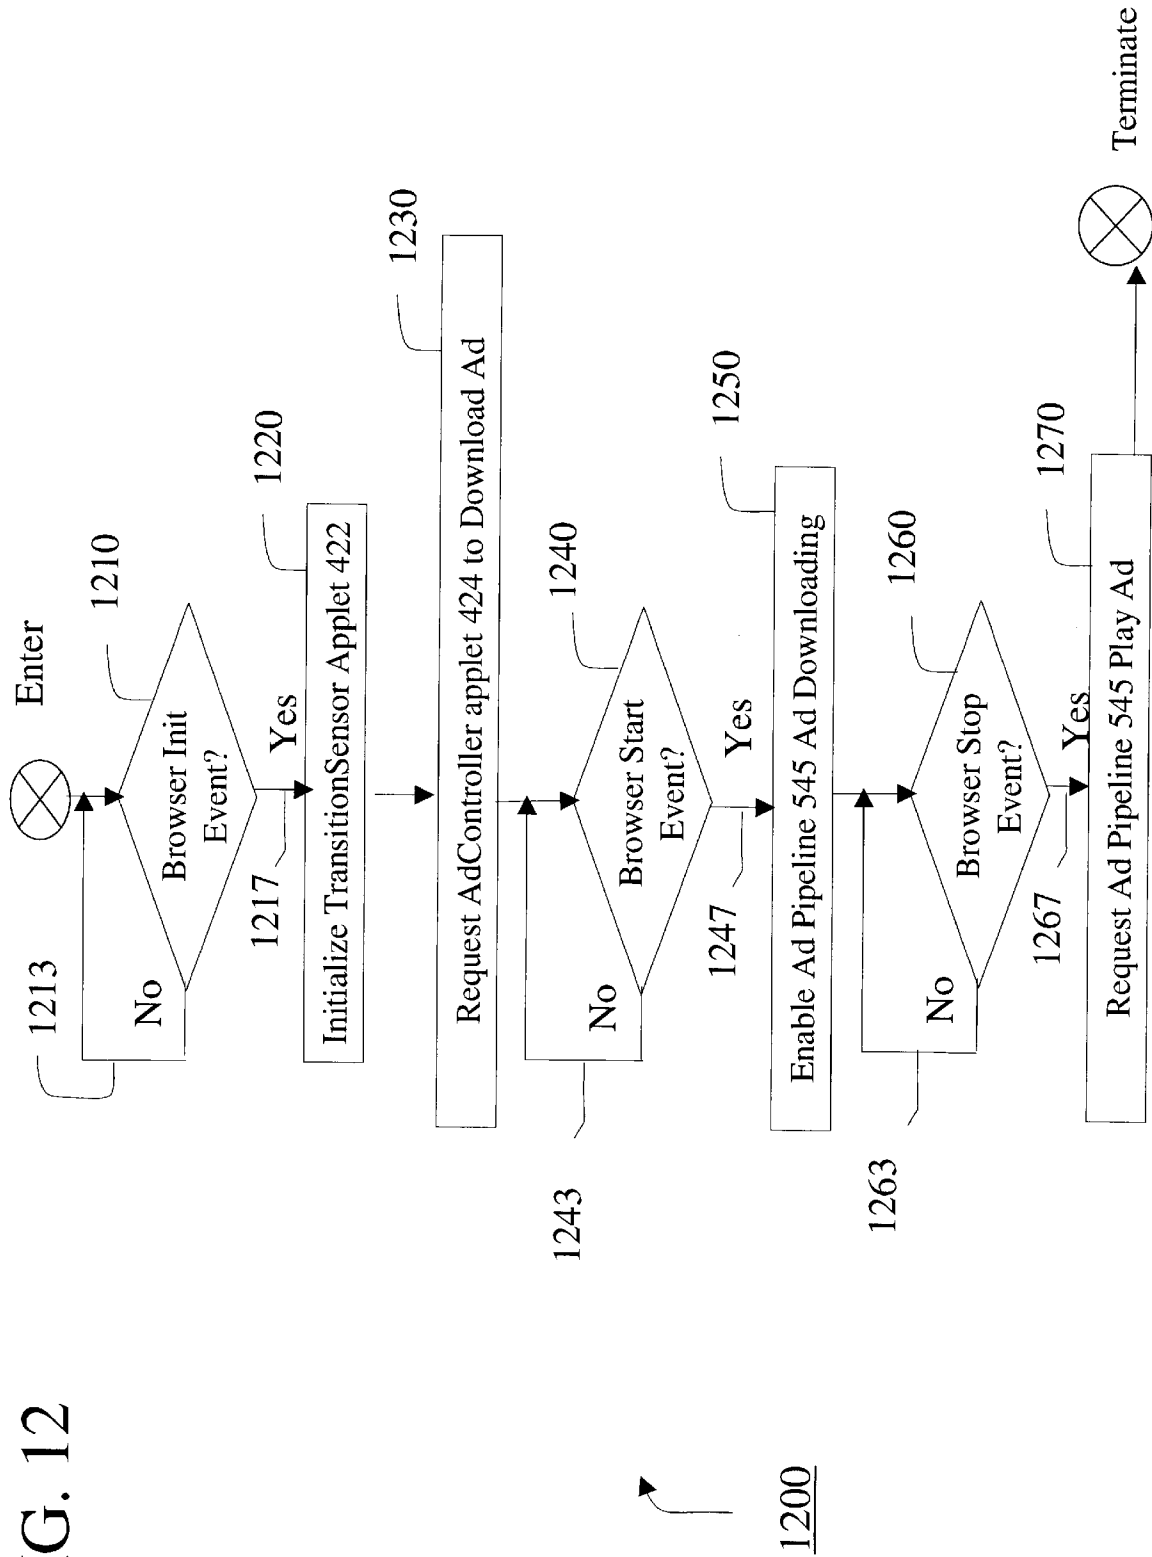 G. 12
Enter
1210
1213
Browser Init
Event?
No
1217
Yes
1220
Initialize TransitionSensor Applet 422
1230
Request AdController applet 424 to Download Ad
1240
Browser Start
Event?
No
1243
1247
Yes
1250
Enable Ad Pipeline 545 Ad Downloading
1260
Browser Stop
Event?
No
1263
1267
Yes
1270
Request Ad Pipeline 545 Play Ad
Terminate
1200